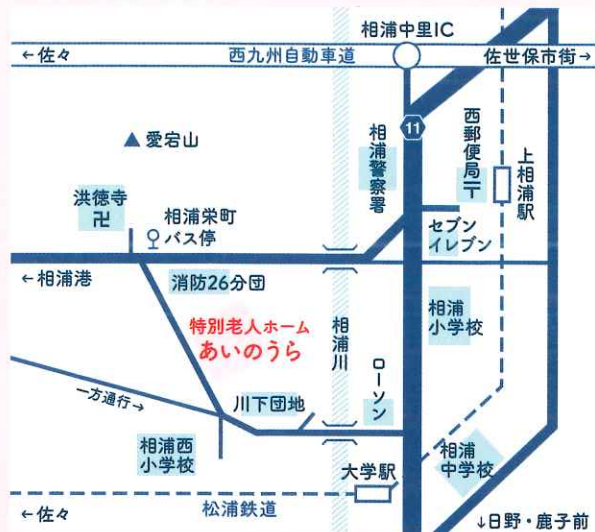 相浦中里IC
←佐々
西九州自動車道
佐世保市街→
11
▲愛宕山
相浦警察署
西郵便局〒
上相浦駅
洪徳寺
卍
相浦栄町
バス停
セブン
イレブン
←相浦港
消防26分団
特別老人ホーム
あいのうら
相浦川
相浦
小学校
ローソン
一方通行→
川下団地
相浦西
小学校
大学駅
相浦
中学校
←佐々
松浦鉄道
↓日野・鹿子前